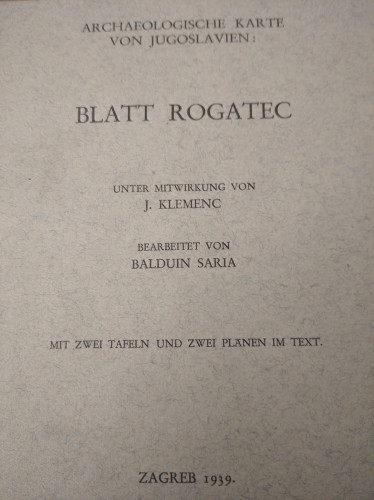 ARCHAEOLOGISCHE KARTE
VON JUGOSLAVIEN:
BLATT ROGATEC
UNTER MITWIRKUNG VON
J. KLEMENC
BEARBEITET VON
BALDUIN SARIA
MIT ZWEI TAFELN UND ZWEI PLÄNEN IM TEXT.
ZAGREB 1939.